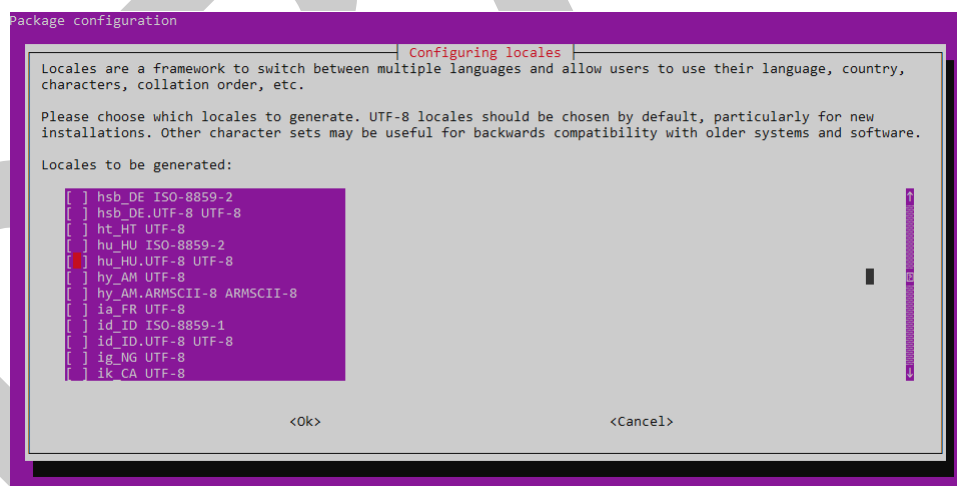 Package configuration
Configuring locales
Locales are a framework to switch between multiple languages and allow users to use their language, country,
characters, collation order, etc.
Please choose which locales to generate. UTF-8 locales should be chosen by default, particularly for new
installations. Other character sets may be useful for backwards compatibility with older systems and software.
Locales to be generated:
[ ] hsb_DE ISO-8859-2
[ ] hsb_DE.UTF-8 UTF-8
[ ] ht_HT UTF-8
[ ] hu_HU ISO-8859-2
[ ] hu_HU.UTF-8 UTF-8
[ ] hy_AM UTF-8
[ ] hy_AM.ARMSCII-8 ARMSCII-8
[ ] ia_FR UTF-8
[ ] id_ID ISO-8859-1
[ ] id_ID.UTF-8 UTF-8
[ ] ig_NG UTF-8
[ ] ik_CA UTF-8
<Ok> <Cancel>